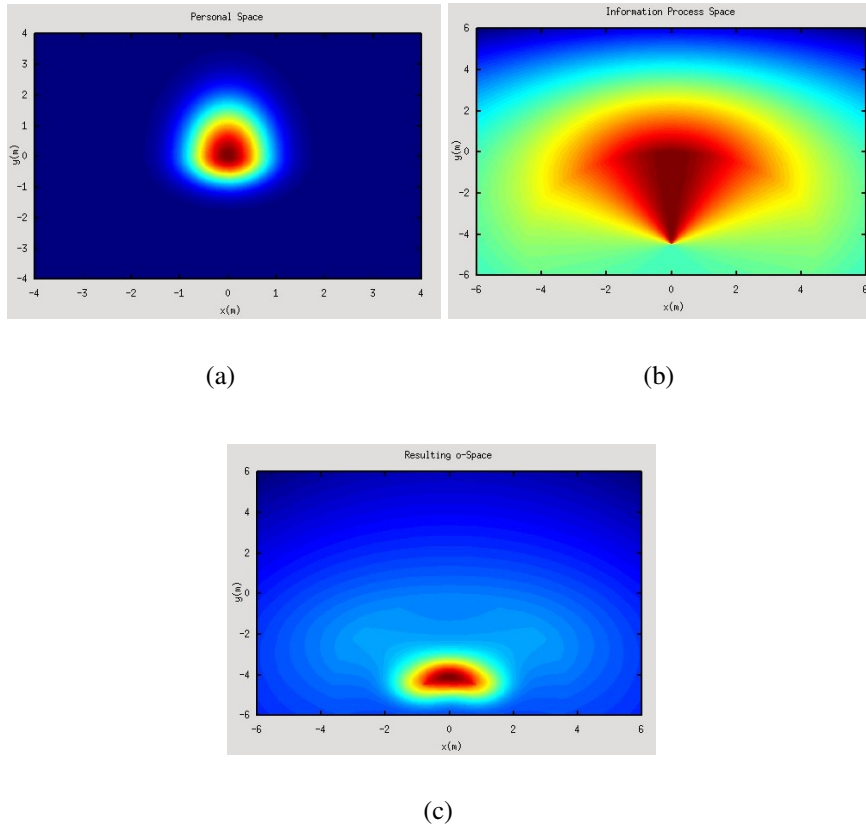 Personal Space
4
3
2
1
0
-1
-2
-3
4
y(m)
-4 -3 -2 -1 0 1 2 3 4
x(m)
(a)
Information Process Space
6
4
2
0
-2
-4
-6
y(m)
-6 -4 -2 0 2 4 6
x(m)
(b)
Resulting o-Space
6
4
2
0
-2
-4
-6
y(m)
-6 -4 -2 0 2 4 6
x(m)
(c)